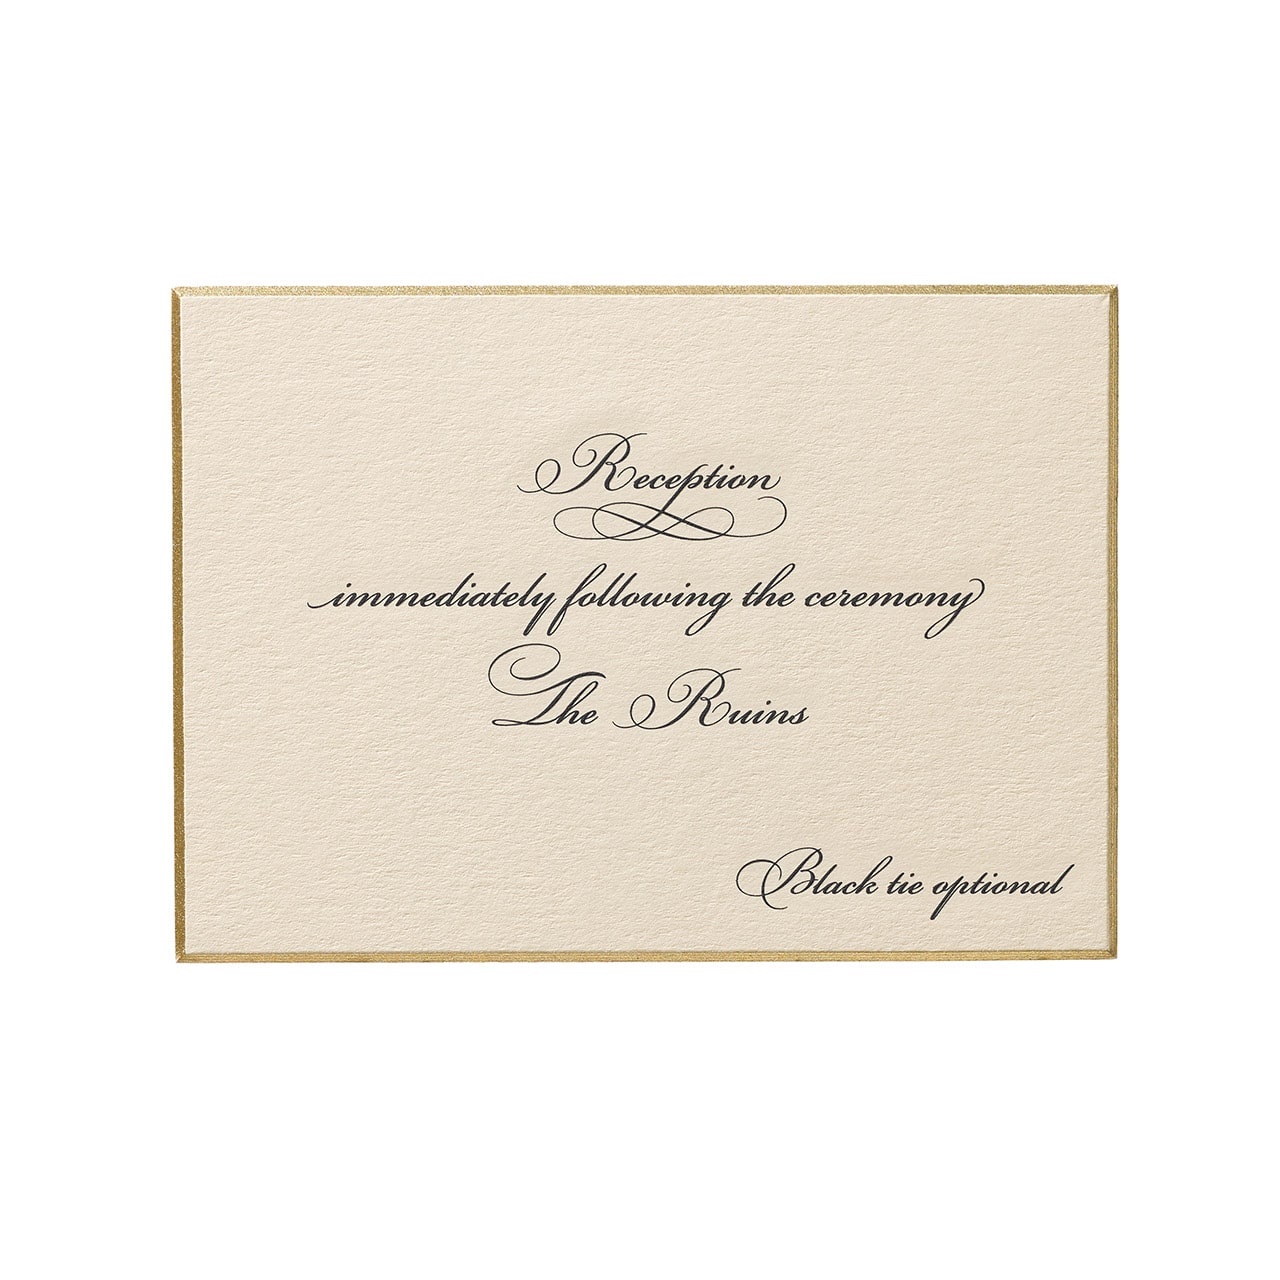 Reception
immediately following the ceremony
The Ruins
Black tie optional